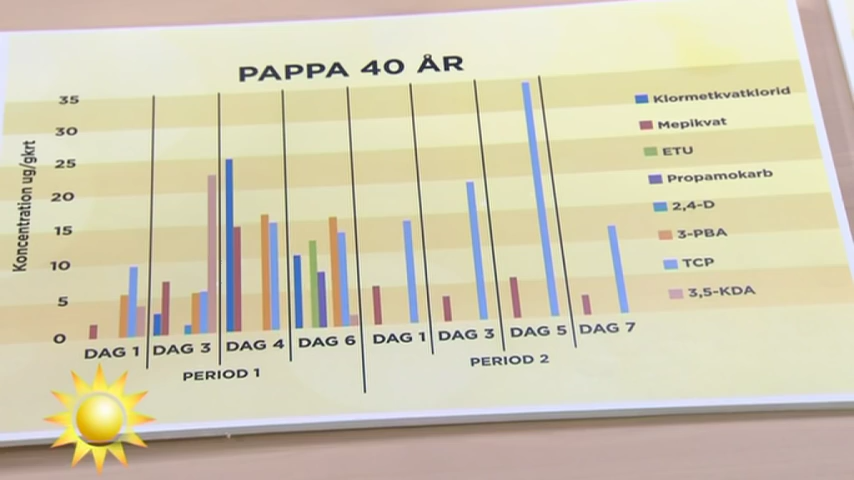 PAPPA 40 ÅR
Koncentration ug/gkrt
35
30
25
20
15
10
5
0
DAG 1 DAG 3 DAG 4 DAG 6 DAG 1 DAG 3 DAG 5 DAG 7
PERIOD 1 PERIOD 2
Klormetkvatklorid
Mepikvat
ETU
Propamokarb
2,4-D
3-PBA
TCP
3,5-KDA